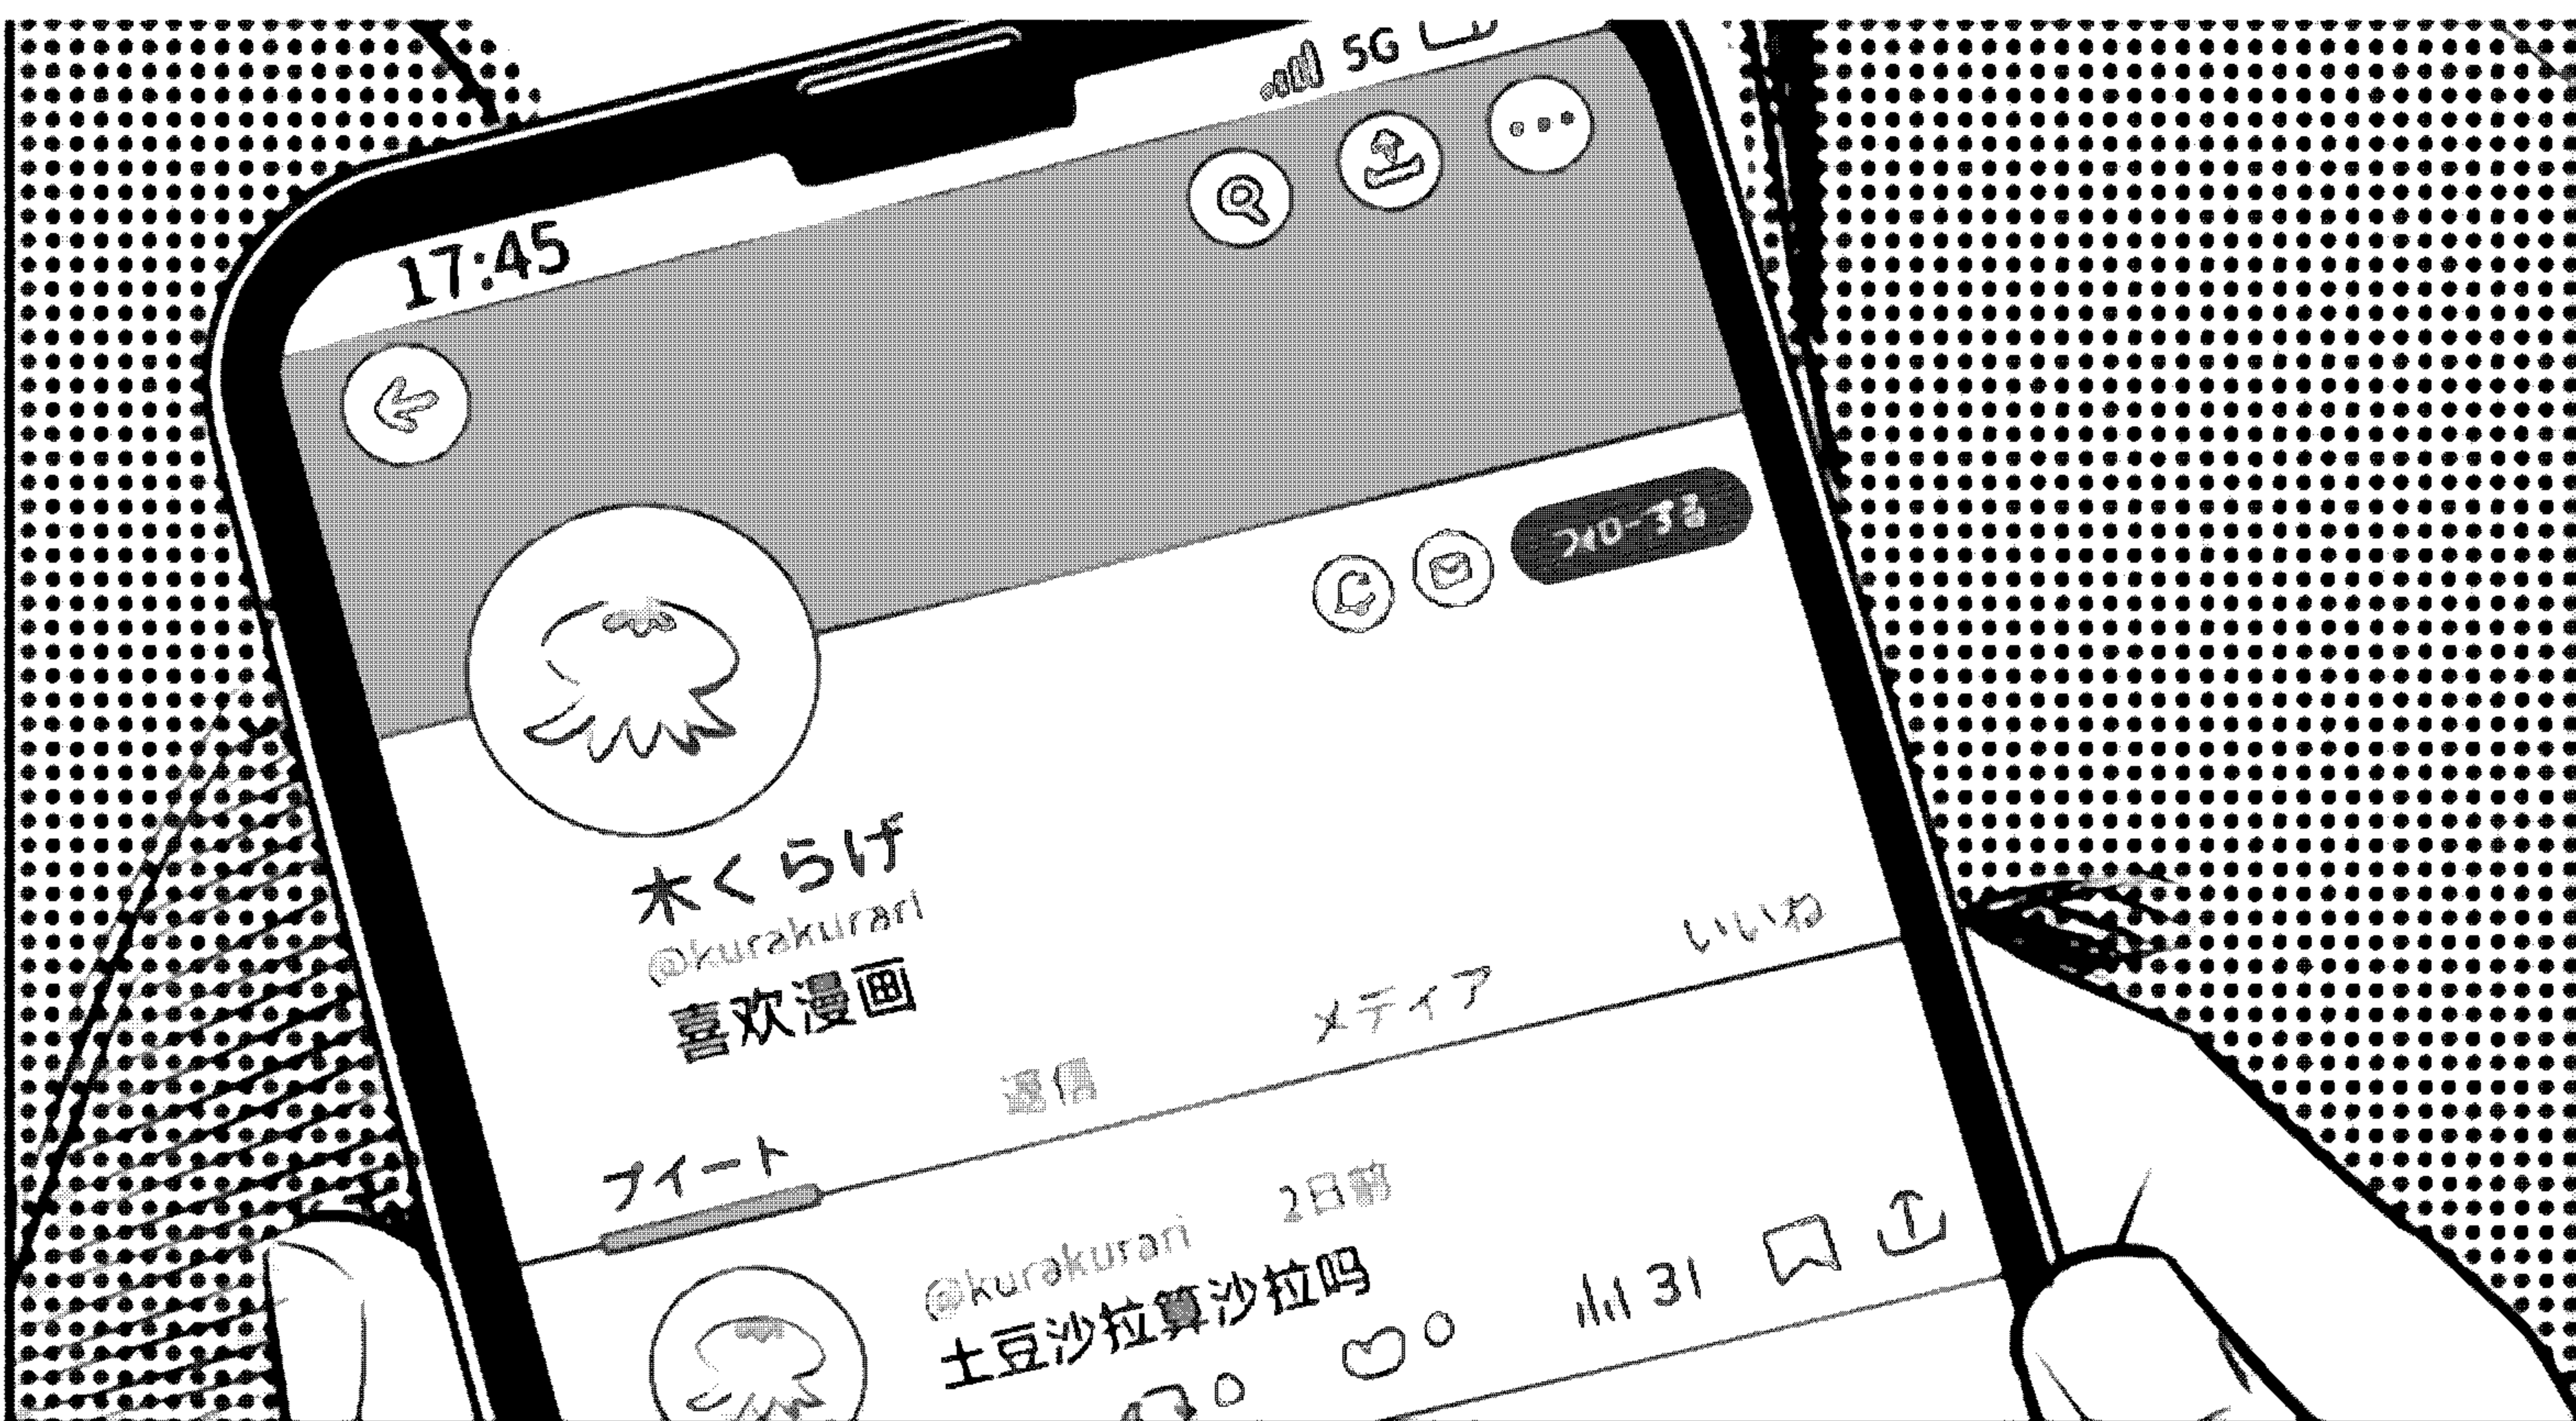 5G
17:45
フォローする
木くらげ
@kurakurari
喜欢漫画
ツイート 返信 メディア いいね
@kurakurari 2日前
土豆沙拉算沙拉吗
0 0 31